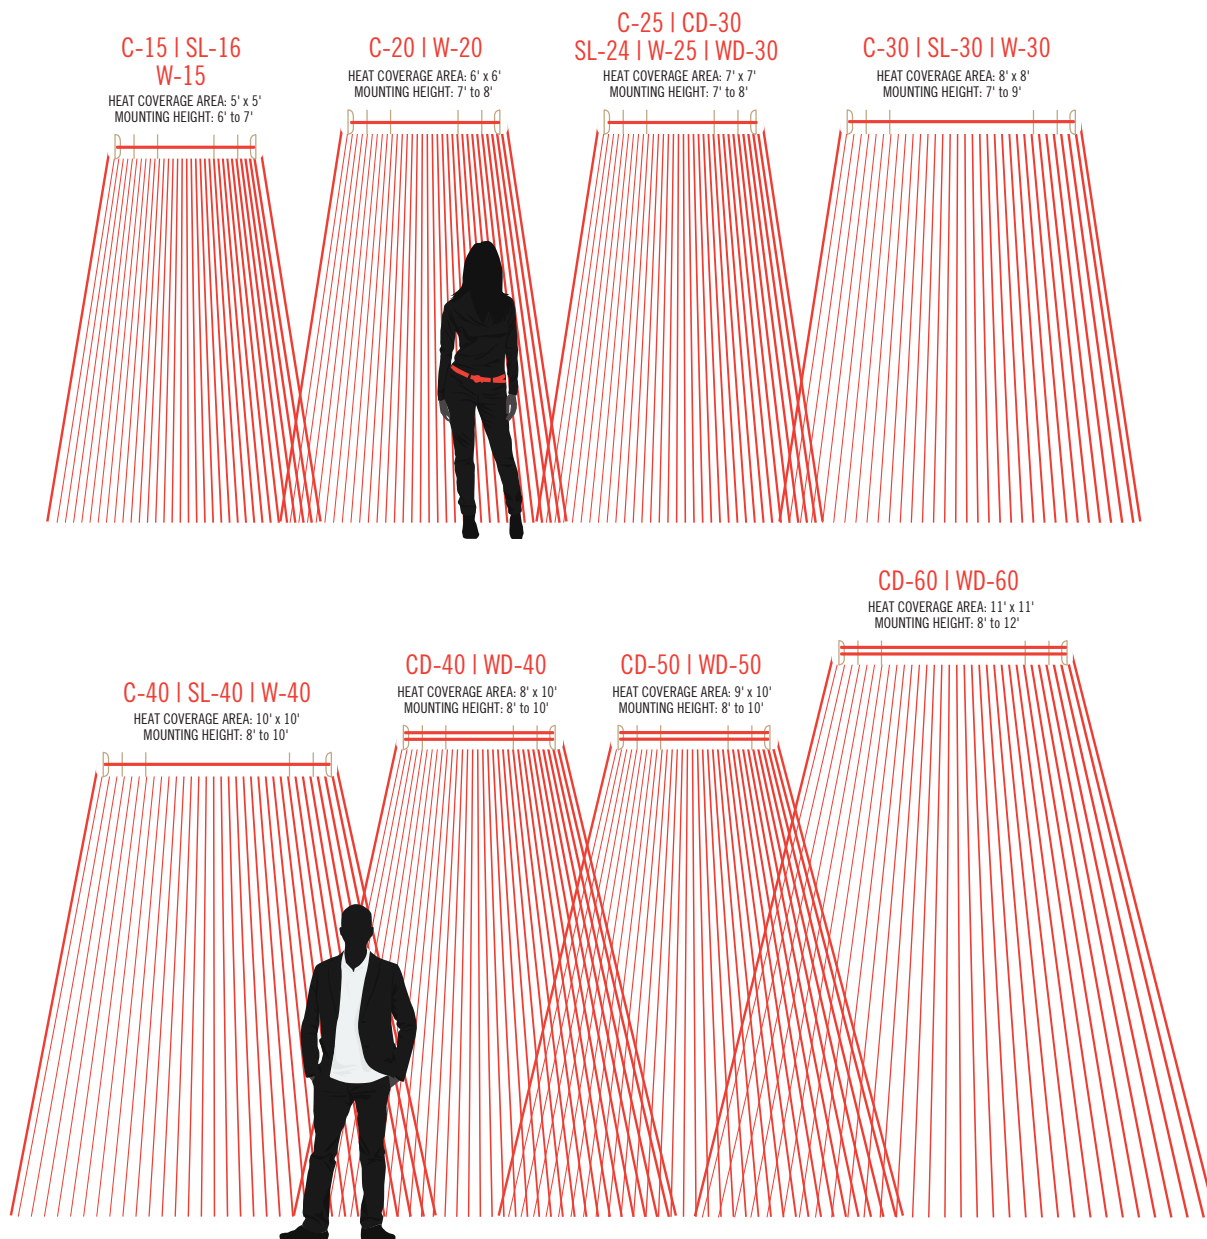 C-15 | SL-16
W-15
HEAT COVERAGE AREA: 5' x 5'
MOUNTING HEIGHT: 6' to 7'
C-20 | W-20
HEAT COVERAGE AREA: 6' x 6'
MOUNTING HEIGHT: 7' to 8'
C-25 | CD-30
SL-24 | W-25 | WD-30
HEAT COVERAGE AREA: 7' x 7'
MOUNTING HEIGHT: 7' to 8'
C-30 | SL-30 | W-30
HEAT COVERAGE AREA: 8' x 8'
MOUNTING HEIGHT: 7' to 9'
C-40 | SL-40 | W-40
HEAT COVERAGE AREA: 10' x 10'
MOUNTING HEIGHT: 8' to 10'
CD-40 | WD-40
HEAT COVERAGE AREA: 8' x 10'
MOUNTING HEIGHT: 8' to 10'
CD-50 | WD-50
HEAT COVERAGE AREA: 9' x 10'
MOUNTING HEIGHT: 8' to 10'
CD-60 | WD-60
HEAT COVERAGE AREA: 11' x 11'
MOUNTING HEIGHT: 8' to 12'